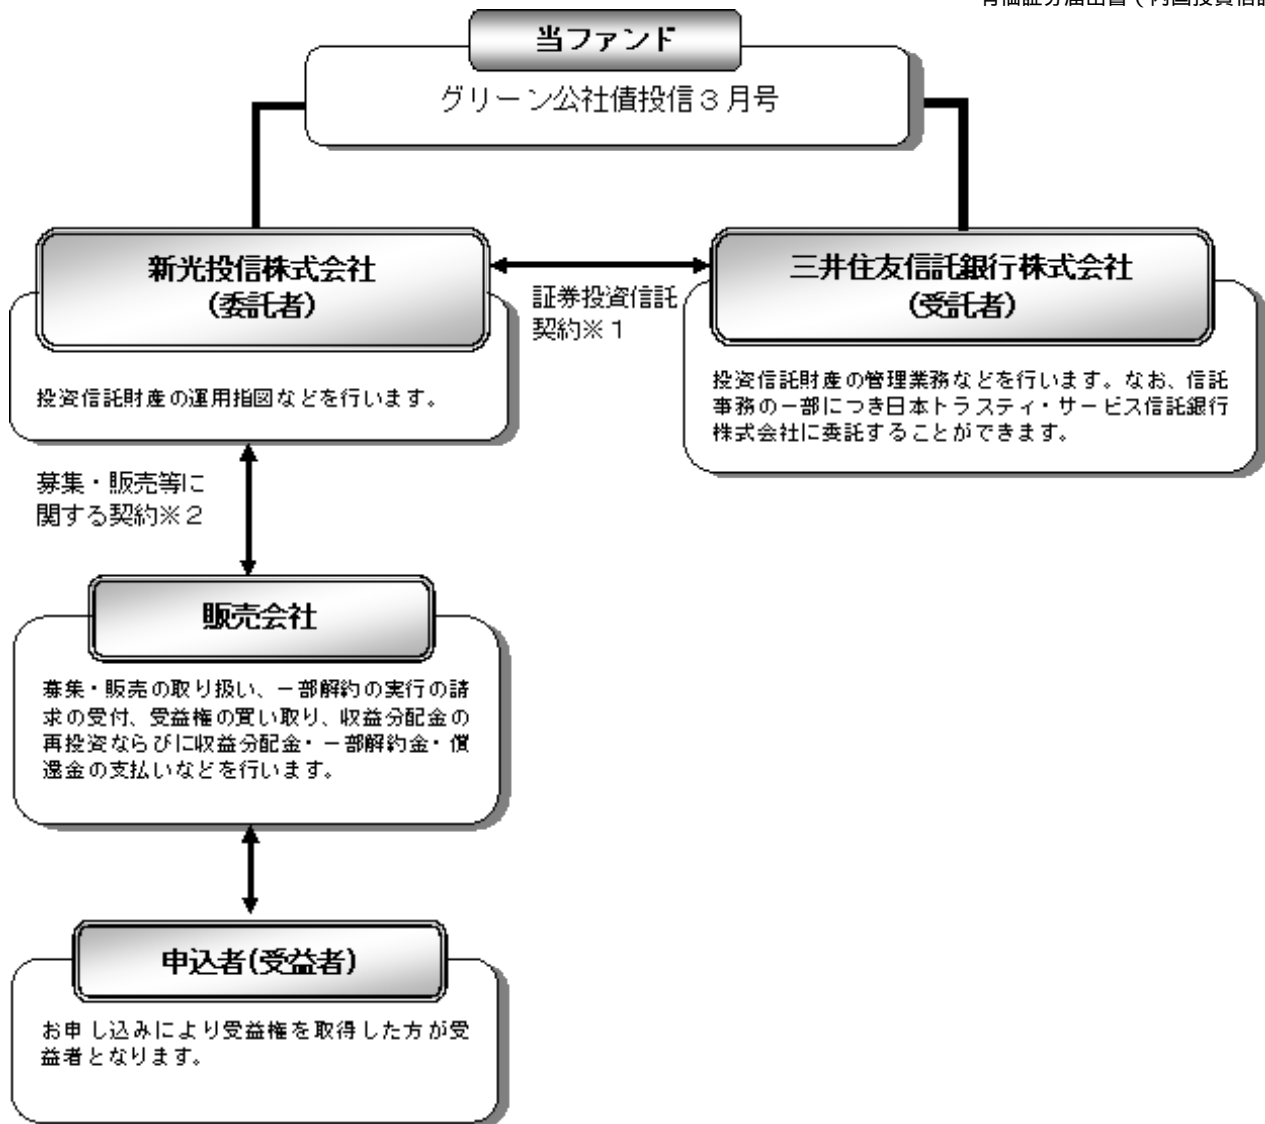 当ファンド
グリーン公社債投信3月号
新光投信株式会社
(委託者)
投資信託財産の運用指図などを行います。
証券投資信託
契約※1
三井住友信託銀行株式会社
(受託者)
投資信託財産の管理業務などを行います。なお、信託
事務の一部につき日本トラスティ・サービス信託銀行
株式会社に委託することができます。
募集・販売等に
関する契約※2
販売会社
募集・販売の取り扱い、一部解約の実行の請
求の受付、受益権の買い取り、収益分配金の
再投資ならびに収益分配金・一部解約金・償
還金の支払いなどを行います。
申込者(受益者)
お申し込みにより受益権を取得した方が受
益者となります。